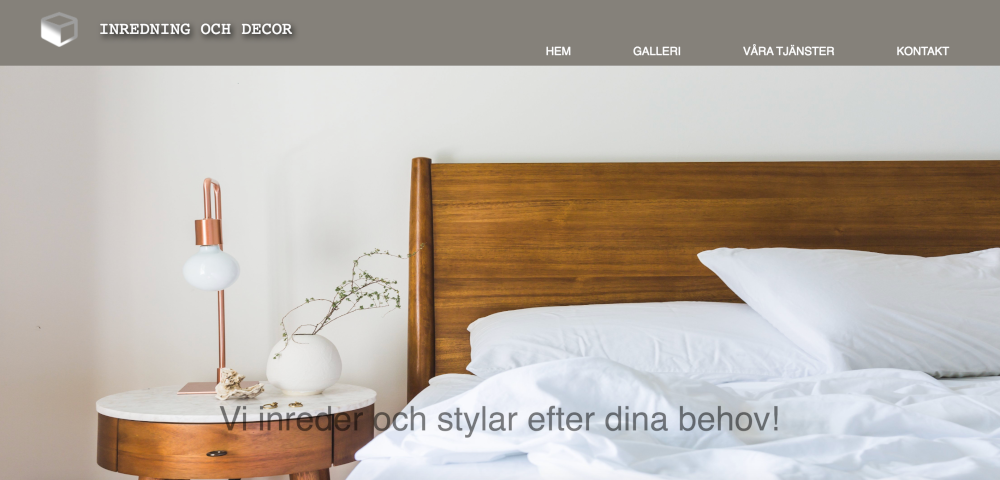 INREDNING OCH DECOR
HEM GALLERI VÅRA TJÄNSTER KONTAKT
Vi inreder och stylar efter dina behov!